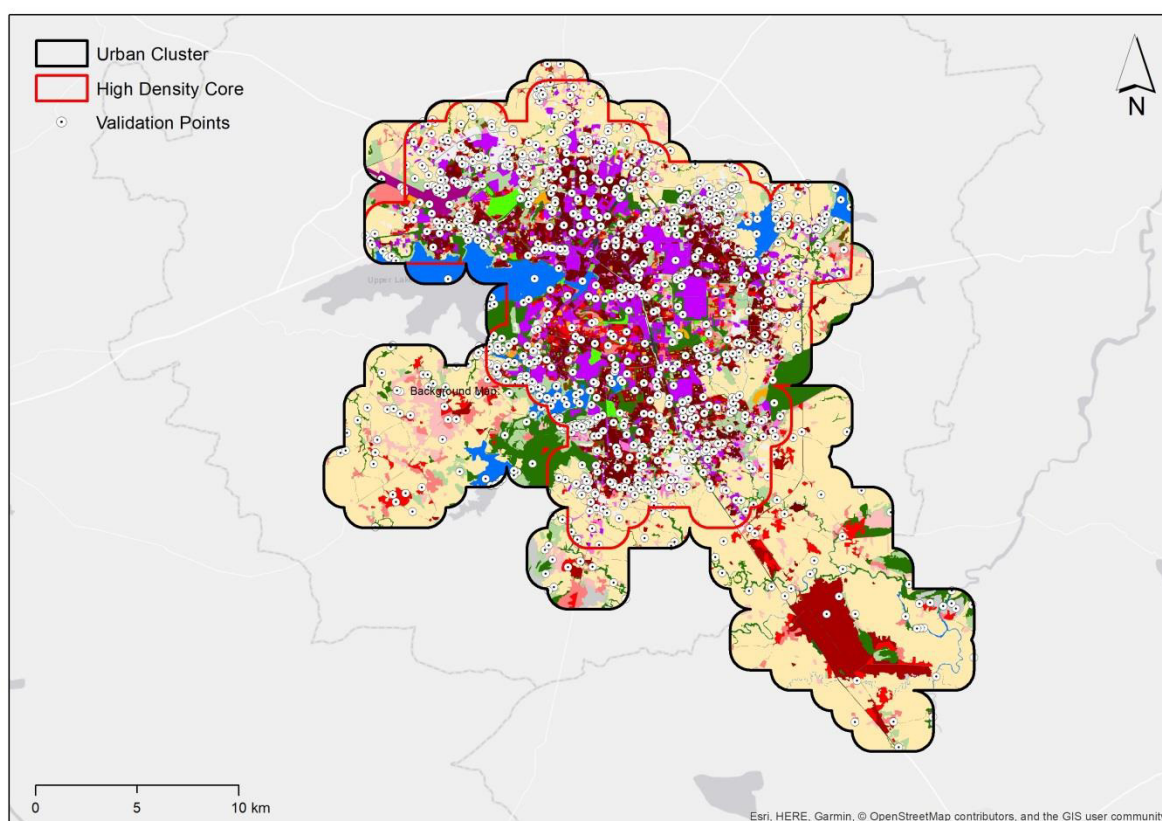 Urban Cluster
High Density Core
Validation Points
N
Upper Lake
Background Map
0 5 10 km
Esri, HERE, Garmin, © OpenStreetMap contributors, and the GIS user community